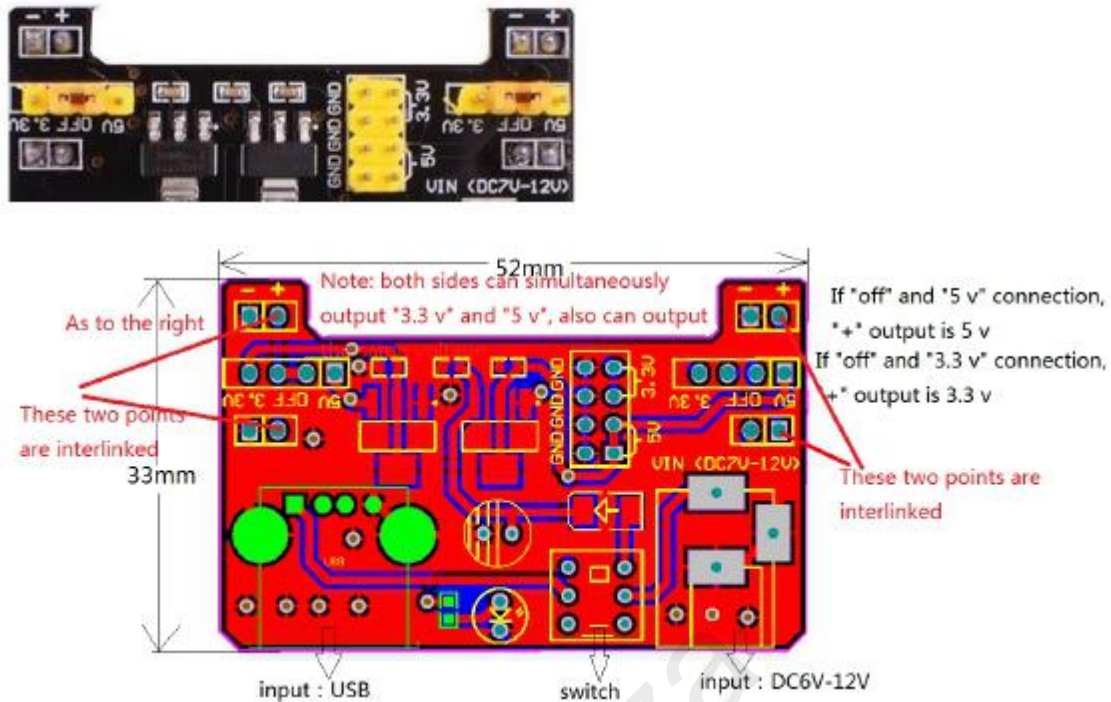 - +
- +
3.3V OFF 5V
GND GND 3.3V
GND GND 5V
3.3V OFF 5V
VIN (DC7V-12V)
52mm
Note: both sides can simultaneously
output "3.3 v" and "5 v", also can output
- +
- +
As to the right
If "off" and "5 v" connection,
"+" output is 5 v
If "off" and "3.3 v" connection,
"+" output is 3.3 v
3.3V OFF 5V
GND GND 3.3V
GND GND 5V
3.3V OFF 5V
These two points
are interlinked
VIN (DC7V-12V)
33mm
These two points are
interlinked
USB
input : USB
switch
input : DC6V-12V